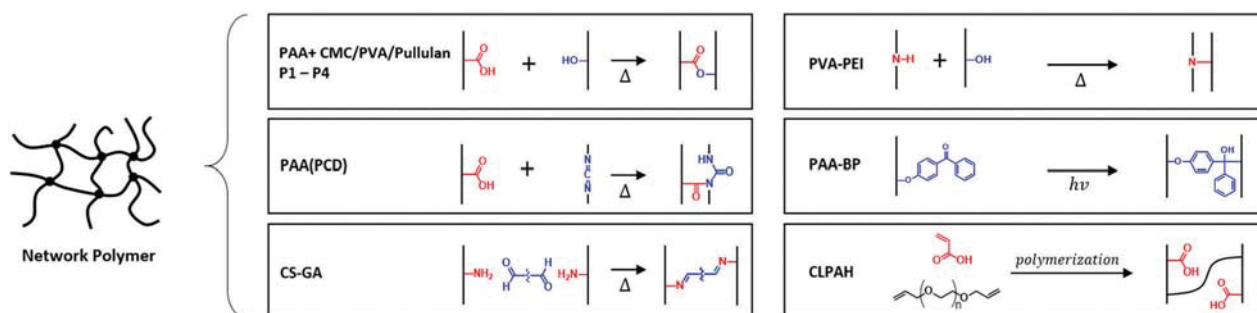 Network Polymer
PAA+ CMC/PVA/Pullulan
P1 – P4
O
OH
+
HO
Δ
O
O
PAA(PCD)
O
OH
+
N
C
N
Δ
HN
O
N
O
CS-GA
NH₂
O
H
H
O
H₂N
Δ
N
N
PVA-PEI
N-H
+
OH
Δ
N
PAA-BP
O
O
hv
O
OH
CLPAH
O
OH
O
O
n
polymerization
O
OH
O
HO